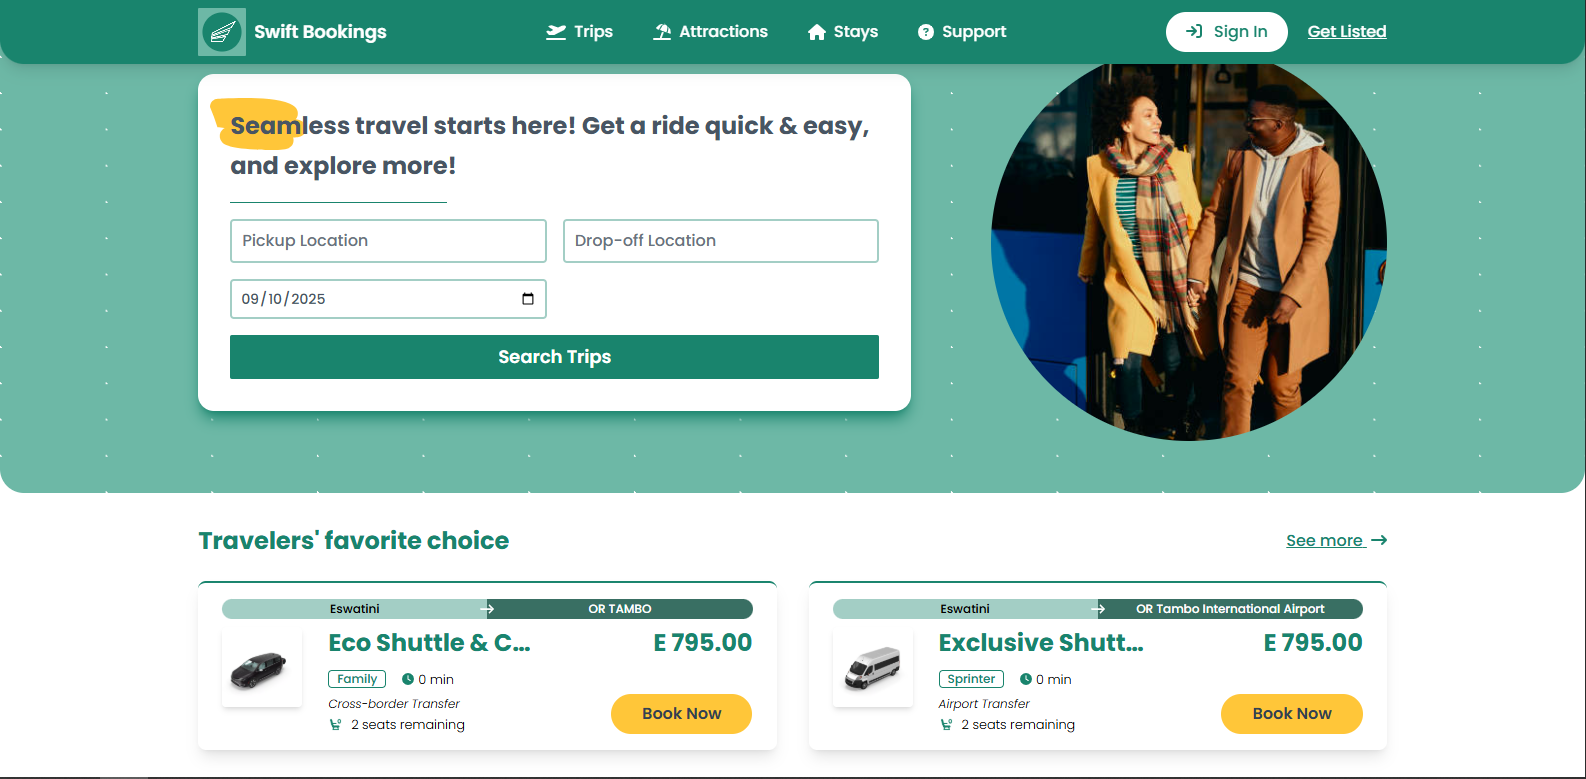 Swift Bookings
Trips
Attractions
Stays
Support
Sign In
Get Listed
Seamless travel starts here! Get a ride quick & easy,
and explore more!
Pickup Location
Drop-off Location
09/10/2025
Search Trips
Travelers' favorite choice
See more
Eswatini
OR TAMBO
Eco Shuttle & C...
E 795.00
Family
0 min
Cross-border Transfer
2 seats remaining
Book Now
Eswatini
OR Tambo International Airport
Exclusive Shutt...
E 795.00
Sprinter
0 min
Airport Transfer
2 seats remaining
Book Now